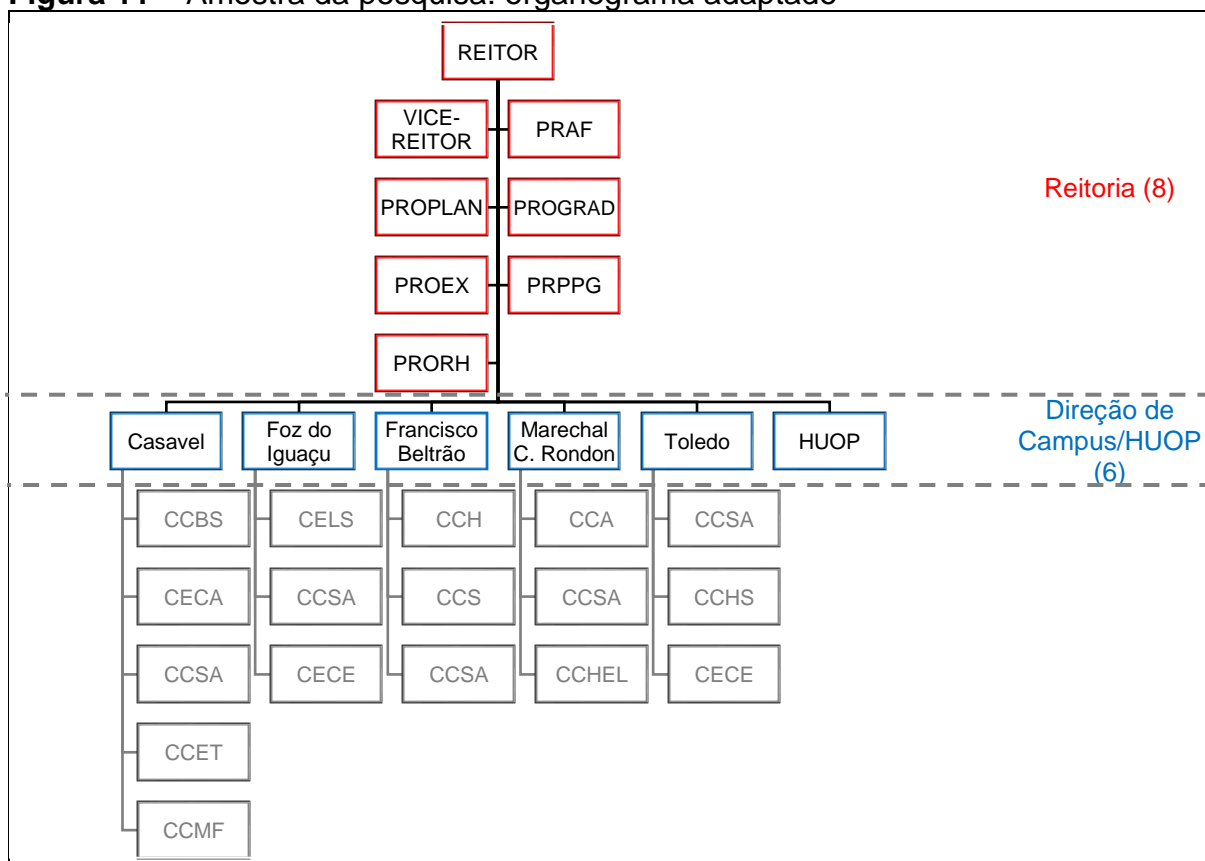 Figura 11 – Amostra da pesquisa: organograma adaptado
REITOR
VICE-
REITOR
PRAF
Reitoria (8)
PROPLAN
PROGRAD
PROEX
PRPPG
PRORH
Casavel
Foz do
Iguaçu
Francisco
Beltrão
Marechal
C. Rondon
Toledo
HUOP
Direção de
Campus/HUOP
(6)
CCBS
CELS
CCH
CCA
CCSA
CECA
CCSA
CCS
CCSA
CCHS
CCSA
CECE
CCSA
CCHEL
CECE
CCET
CCMF